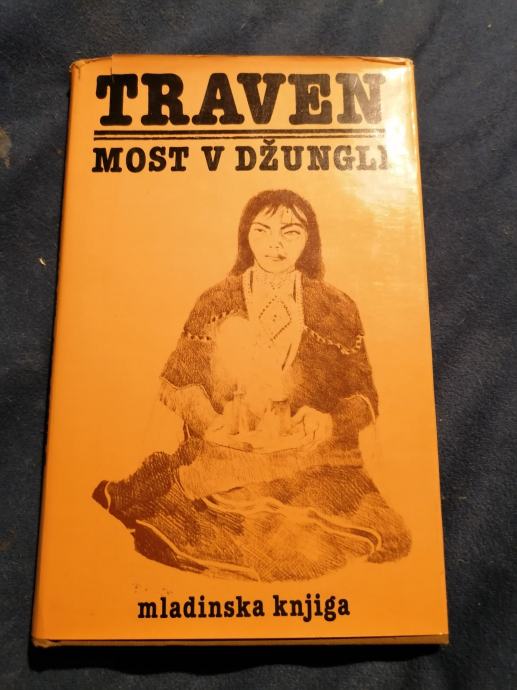 TRAVEN
MOST V DŽUNGLI
mladinska knjiga